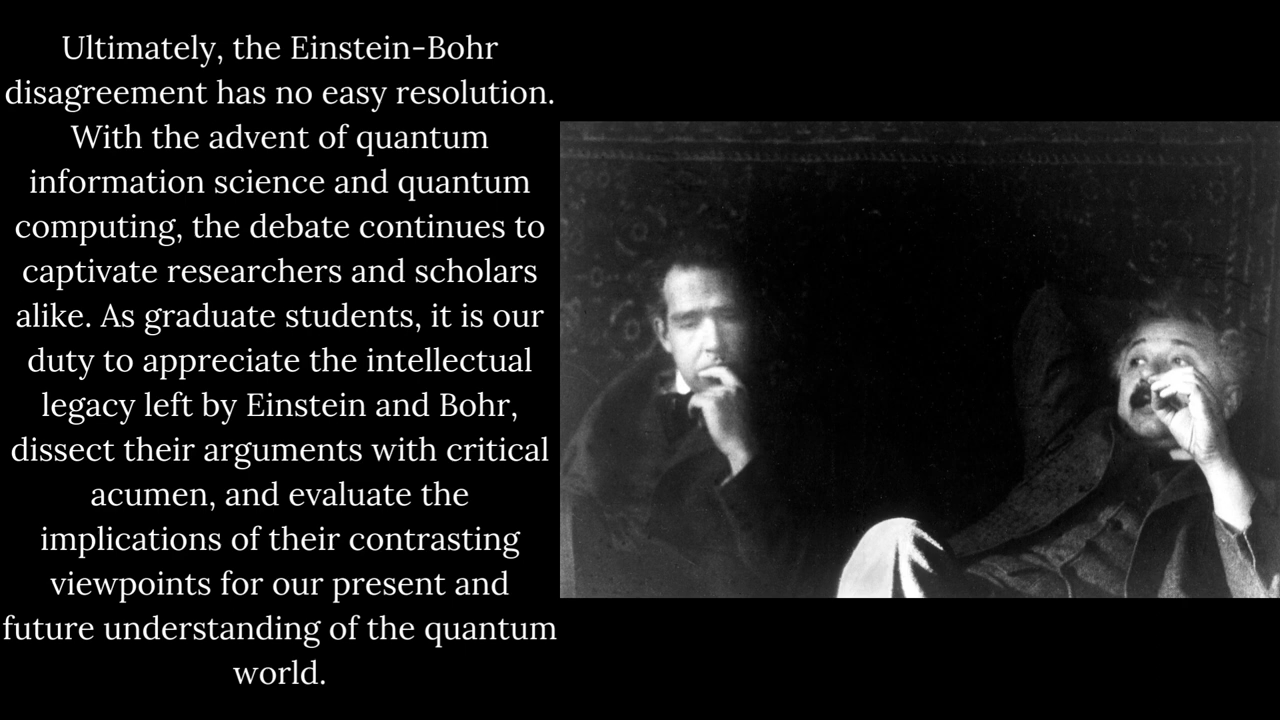 Ultimately, the Einstein-Bohr
disagreement has no easy resolution.
With the advent of quantum
information science and quantum
computing, the debate continues to
captivate researchers and scholars
alike. As graduate students, it is our
duty to appreciate the intellectual
legacy left by Einstein and Bohr,
dissect their arguments with critical
acumen, and evaluate the
implications of their contrasting
viewpoints for our present and
future understanding of the quantum
world.